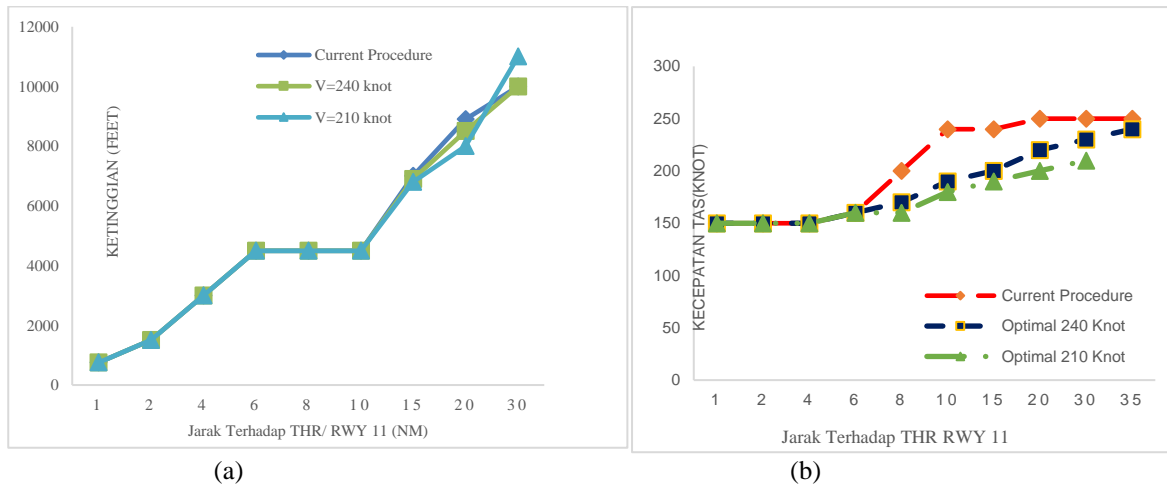 12000
10000
8000
6000
4000
2000
0
KETINGGIAN (FEET)
Current Procedure
V=240 knot
V=210 knot
1 2 4 6 8 10 15 20 30
Jarak Terhadap THR/ RWY 11 (NM)
(a)
300
250
200
150
100
50
0
KECEPATAN TAS(KNOT)
Current Procedure
Optimal 240 Knot
Optimal 210 Knot
1 2 4 6 8 10 15 20 30 35
Jarak Terhadap THR RWY 11
(b)